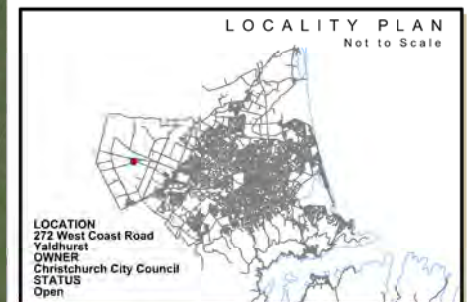 LOCALITY PLAN
Not to Scale
LOCATION
272 West Coast Road
Yaldhurst
OWNER
Christchurch City Council
STATUS
Open